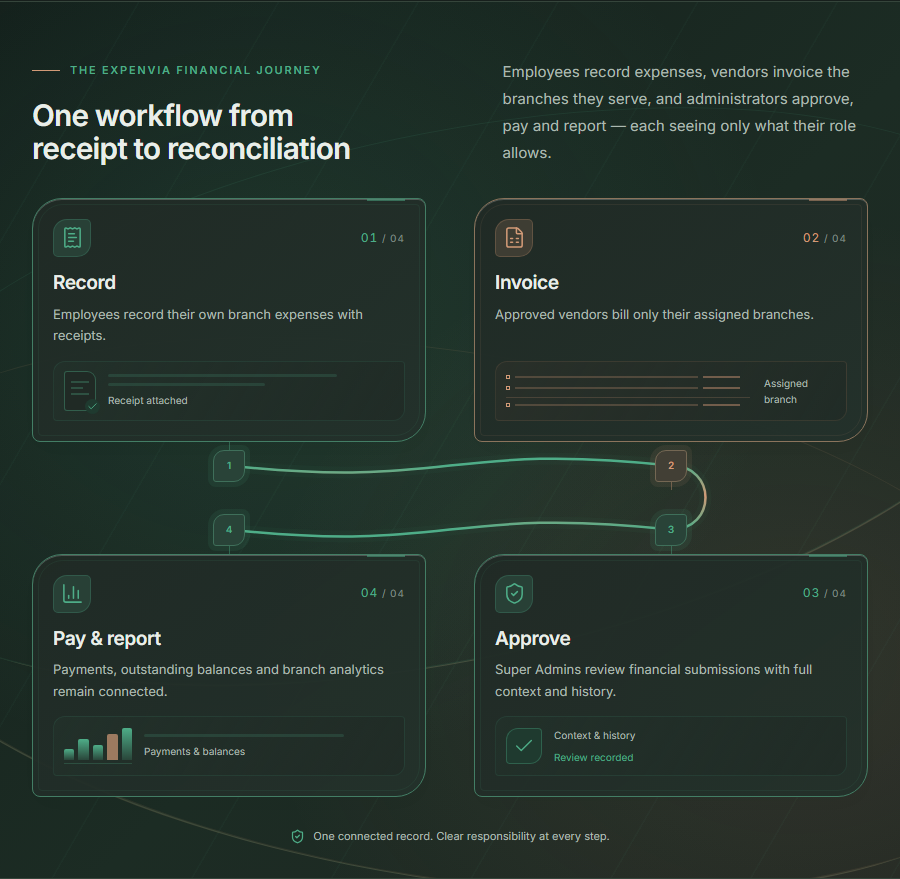 THE EXPENVIA FINANCIAL JOURNEY
One workflow from
receipt to reconciliation
Employees record expenses, vendors invoice the
branches they serve, and administrators approve,
pay and report — each seeing only what their role
allows.
01 / 04
Record
Employees record their own branch expenses with
receipts.
Receipt attached
02 / 04
Invoice
Approved vendors bill only their assigned branches.
Assigned
branch
1
2
4
3
04 / 04
Pay & report
Payments, outstanding balances and branch analytics
remain connected.
Payments & balances
03 / 04
Approve
Super Admins review financial submissions with full
context and history.
Context & history
Review recorded
One connected record. Clear responsibility at every step.